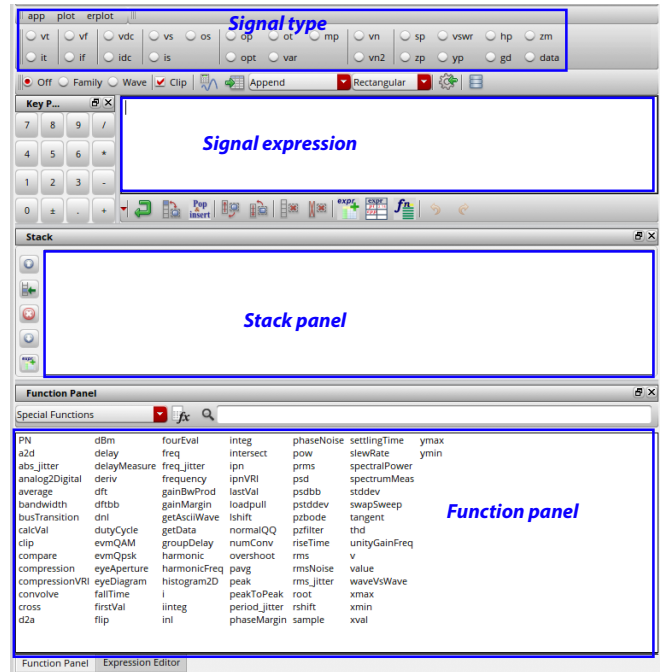 app plot erplot
Signal type
vt vf vdc vs os op ot mp vn sp vswr hp zm
it if idc is opt var vn2 zp yp gd data
Off Family Wave Clip Append Rectangular
Key P...
7 8 9 /
4 5 6 *
1 2 3 -
0 ± . +
Signal expression
Pop & insert expr expr fn
Stack
Stack panel
expr
Function Panel
Special Functions fx
PN dBm fourEval integ phaseNoise settlingTime ymax
a2d delay freq intersect pow slewRate ymin
abs_jitter delayMeasure freq_jitter ipn prms spectralPower
analog2Digital deriv frequency ipnVRI psd spectrumMeas
average dft gainBwProd lastVal psdbb stddev
bandwidth dftbb gainMargin loadpull pstddev swapSweep
busTransition dnl getAsciiWave lshift pzbode tangent
calcVal dutyCycle getData normalQQ pzfilter thd
clip evmQAM groupDelay numConv riseTime unityGainFreq
compare evmQpsk harmonic overshoot rms v
compression eyeAperture harmonicFreq pavg rmsNoise value
compressionVRI eyeDiagram histogram2D peak rms_jitter waveVsWave
convolve fallTime i peakToPeak root xmax
cross firstVal iinteg period_jitter rshift xmin
d2a flip inl phaseMargin sample xval
Function panel
Function Panel Expression Editor